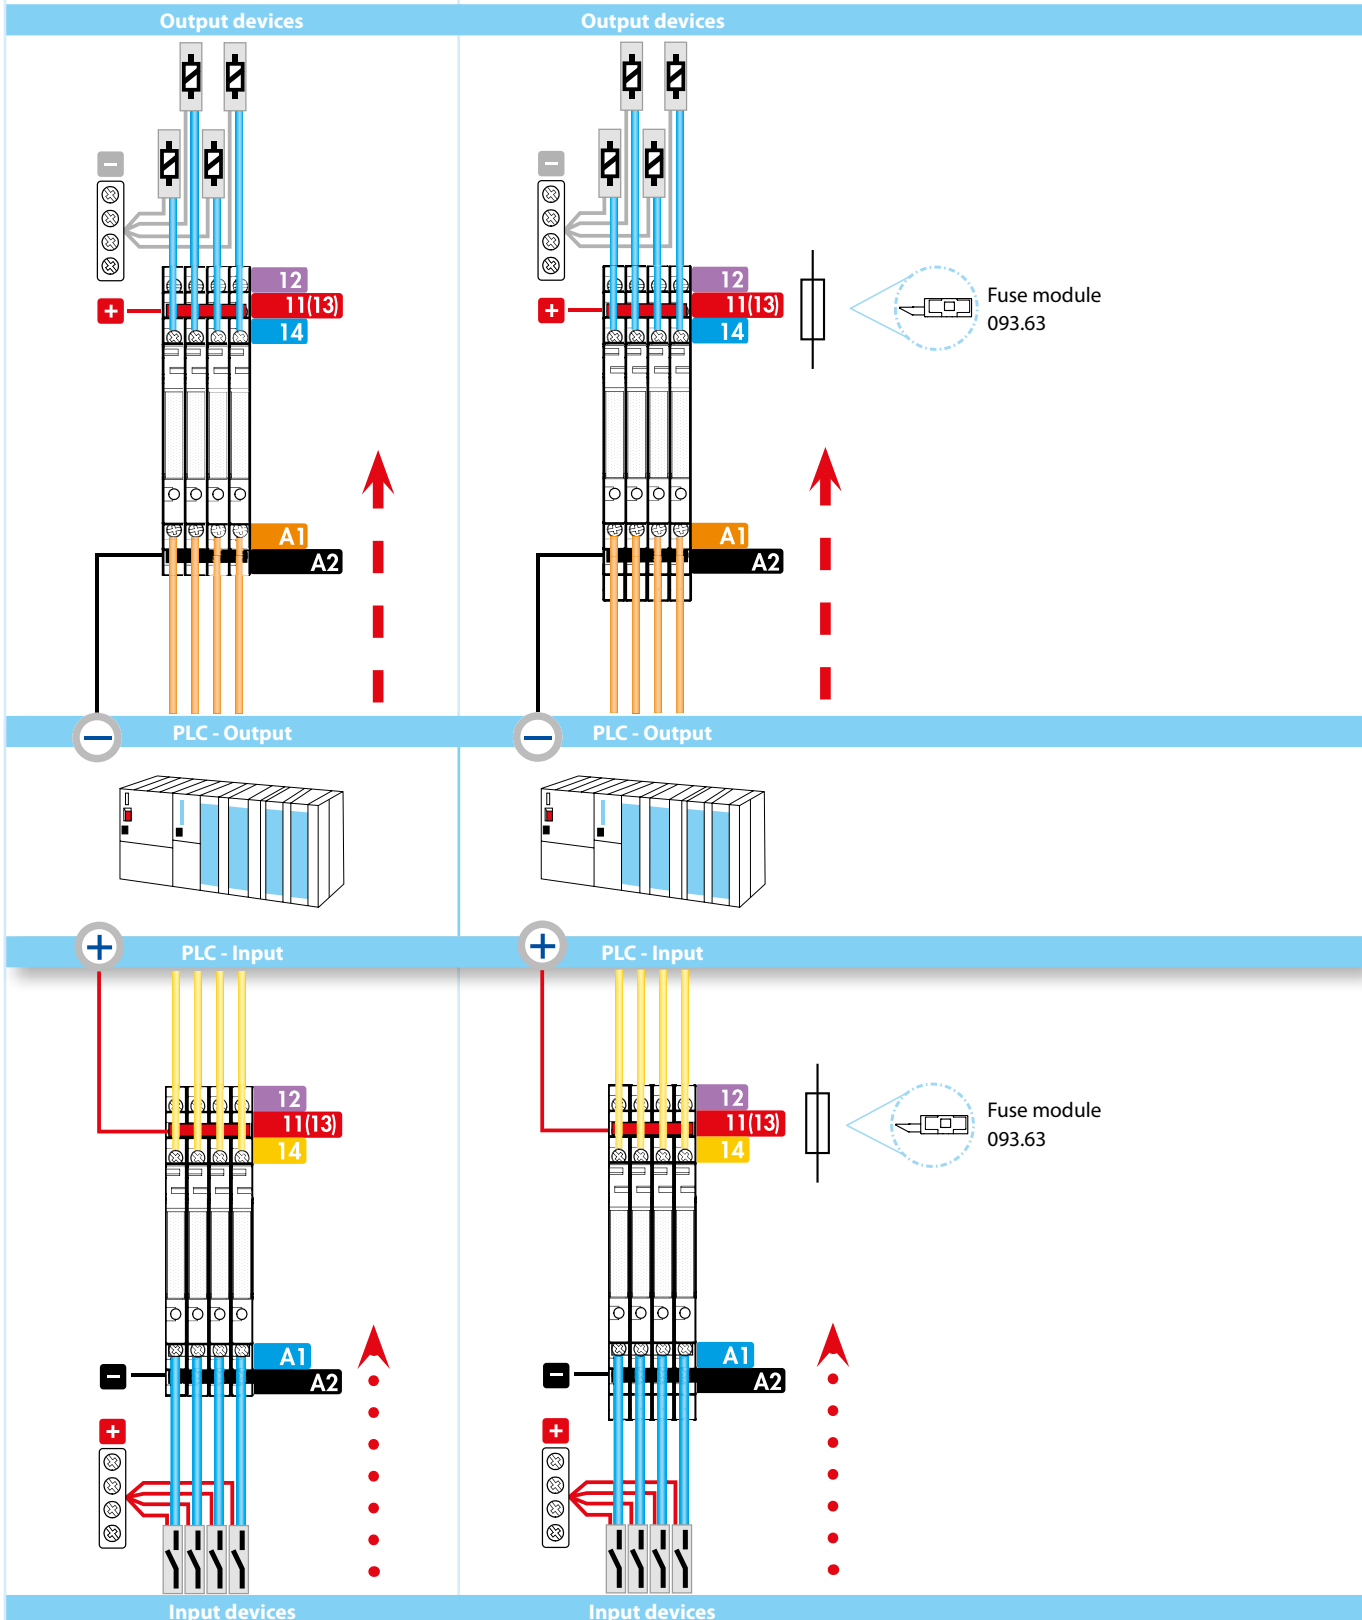 Output devices Output devices
− −
12 12
+ 11(13) + 11(13) Fuse module
14 14 093.63
A1 A1
A2 A2
− PLC - Output − PLC - Output
+ PLC - Input + PLC - Input
12 12
11(13) 11(13) Fuse module
14 14 093.63
A1 A1
− A2 − A2
+ +
Input devices Input devices